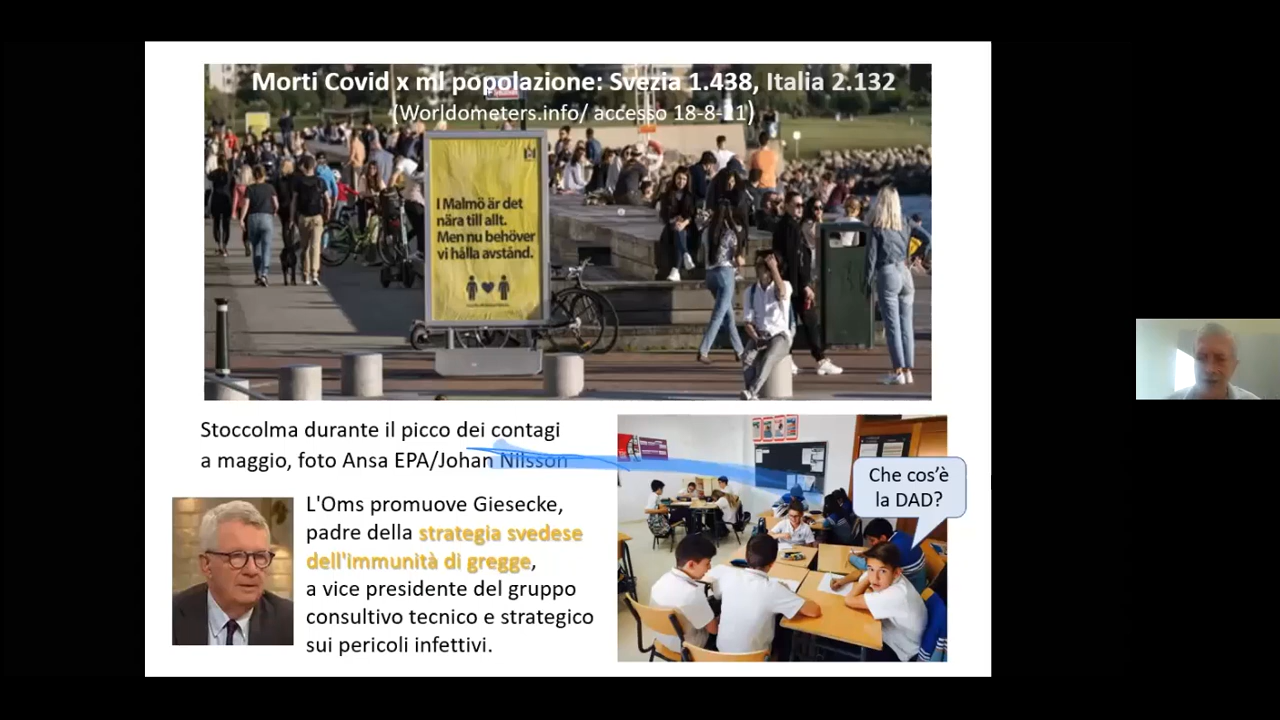 Morti Covid x ml popolazione: Svezia 1.438, Italia 2.132
(Worldometers.info/ accesso 18-8-21)
I Malmö är det
nära till allt.
Men nu behöver
vi hålla avstånd.
Stoccolma durante il picco dei contagi
a maggio, foto Ansa EPA/Johan Nilsson
L'Oms promuove Giesecke,
padre della strategia svedese
dell'immunità di gregge,
a vice presidente del gruppo
consultivo tecnico e strategico
sui pericoli infettivi.
Che cos'è
la DAD?